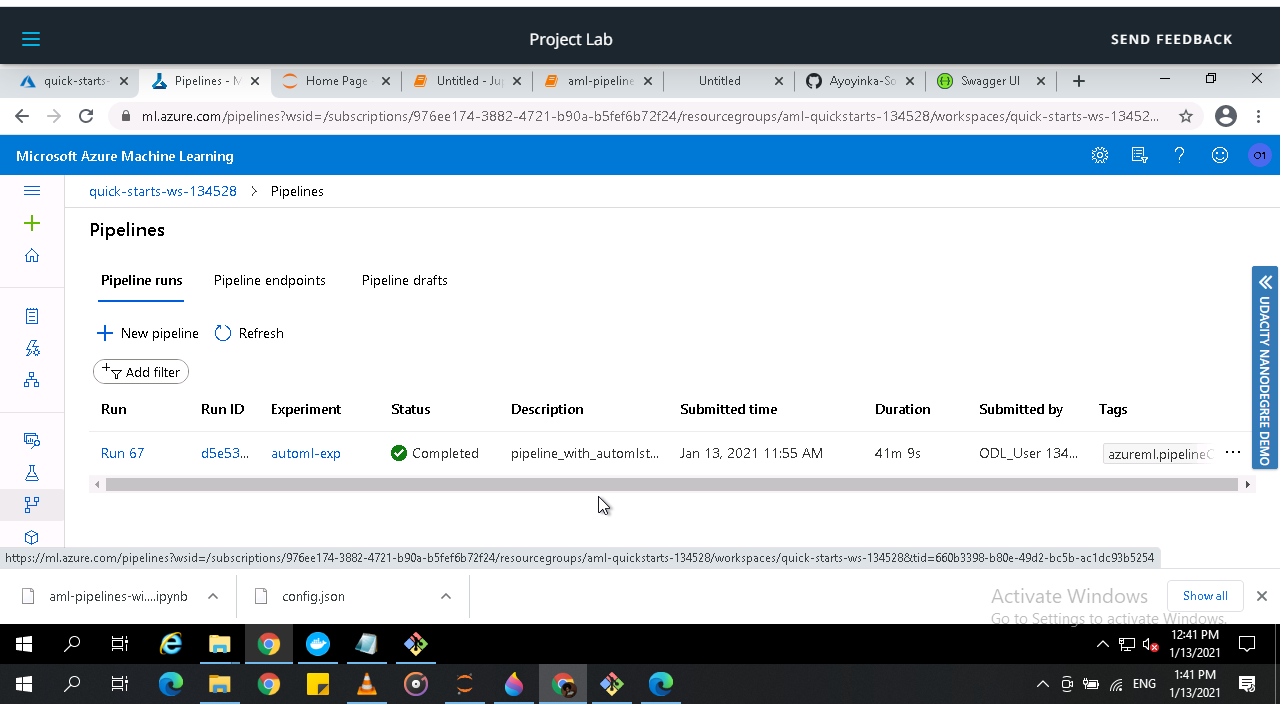 Project Lab
SEND FEEDBACK
quick-starts-
Pipelines - M
Home Page
Untitled - Jup
aml-pipeline
Untitled
Ayoyinka-So
Swagger UI
ml.azure.com/pipelines?wsid=/subscriptions/976ee174-3882-4721-b90a-b5fef6b72f24/resourcegroups/aml-quickstarts-134528/workspaces/quick-starts-ws-13452...
Microsoft Azure Machine Learning
O1
quick-starts-ws-134528 > Pipelines
Pipelines
Pipeline runs Pipeline endpoints Pipeline drafts
New pipeline Refresh
Add filter
Run Run ID Experiment Status Description Submitted time Duration Submitted by Tags
Run 67 d5e53... automl-exp Completed pipeline_with_automlst... Jan 13, 2021 11:55 AM 41m 9s ODL_User 134... azureml.pipelineC ...
UDACITY NANODEGREE DEMO
https://ml.azure.com/pipelines?wsid=/subscriptions/976ee174-3882-4721-b90a-b5fef6b72f24/resourcegroups/aml-quickstarts-134528/workspaces/quick-starts-ws-134528&tid=660b3398-b80e-49d2-bc5b-ac1dc93b5254
aml-pipelines-wi....ipynb
config.json
Activate Windows
Go to Settings to activate Windows.
Show all
12:41 PM
1/13/2021
ENG
1:41 PM
1/13/2021